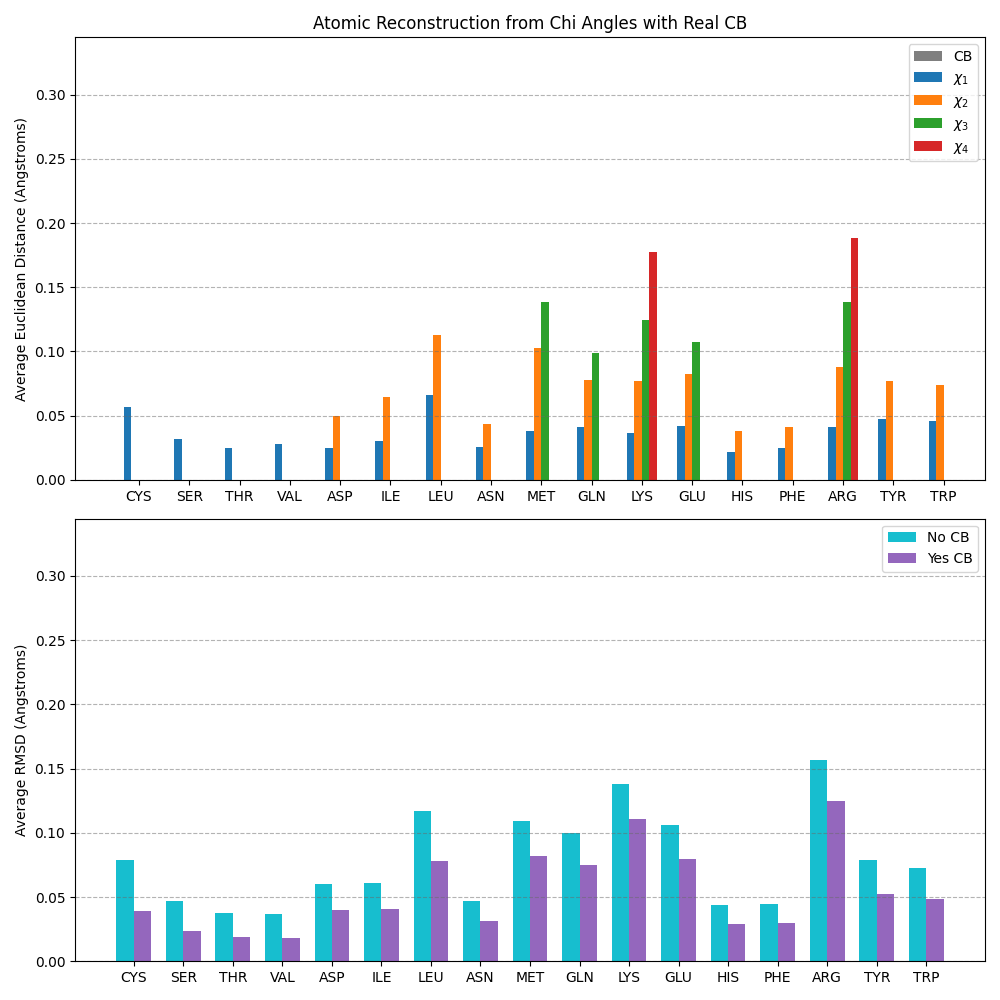 Atomic Reconstruction from Chi Angles with Real CB
Average Euclidean Distance (Angstroms)
0.30
0.25
0.20
0.15
0.10
0.05
0.00
CB
χ1
χ2
χ3
χ4
CYS SER THR VAL ASP ILE LEU ASN MET GLN LYS GLU HIS PHE ARG TYR TRP
Average RMSD (Angstroms)
0.30
0.25
0.20
0.15
0.10
0.05
0.00
No CB
Yes CB
CYS SER THR VAL ASP ILE LEU ASN MET GLN LYS GLU HIS PHE ARG TYR TRP